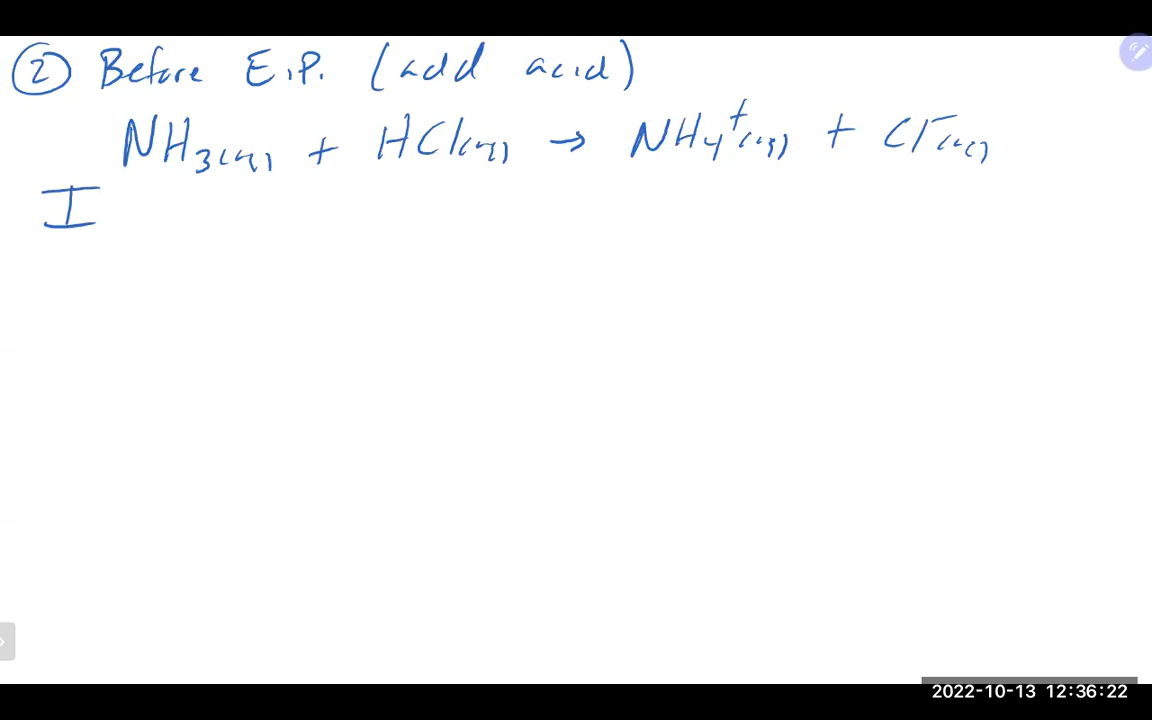 ② Before E.P. (add acid)
NH₃(aq) + HCl(aq) → NH₄⁺(aq) + Cl⁻(aq)
I
2022-10-13 12:36:22